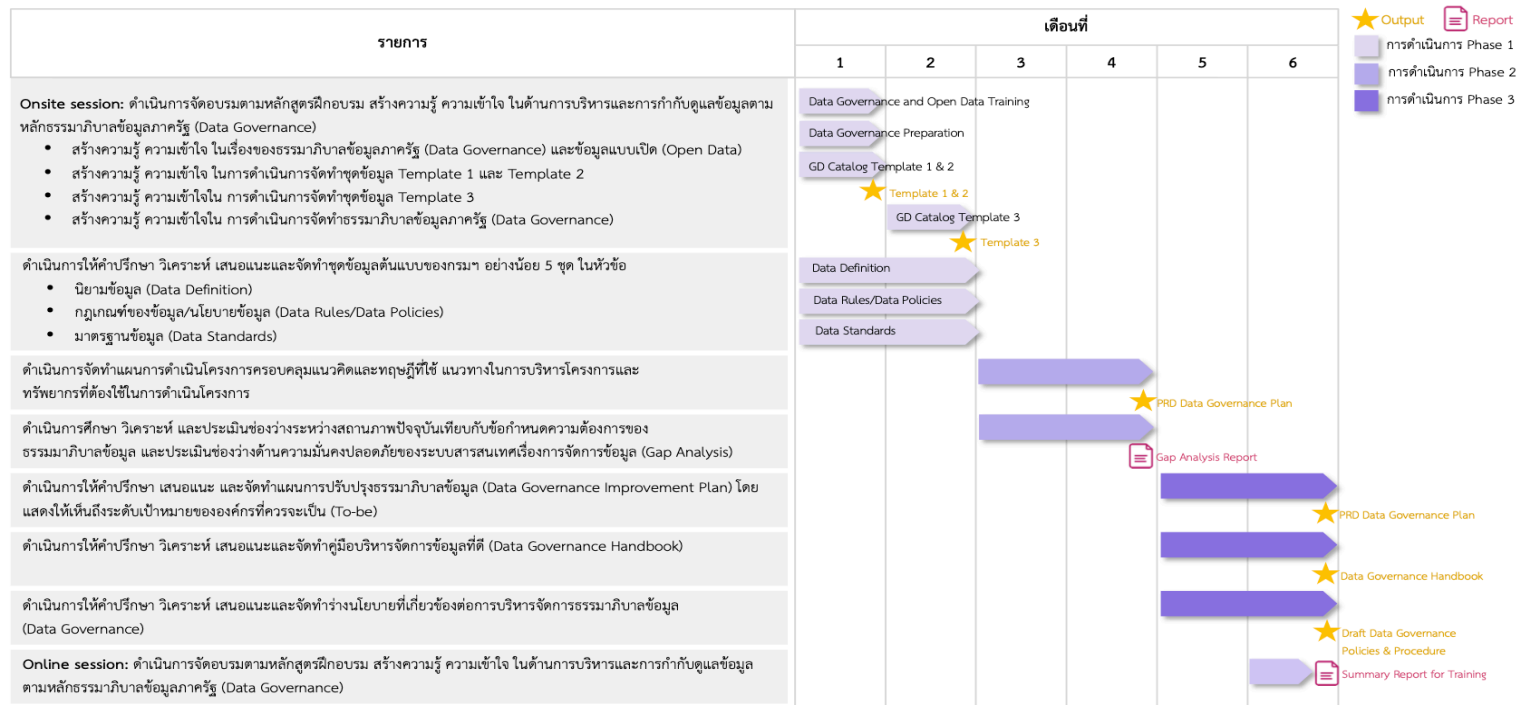 รายการ
เดือนที่
1 2 3 4 5 6
Output
Report
การดำเนินการ Phase 1
การดำเนินการ Phase 2
การดำเนินการ Phase 3
Onsite session: ดำเนินการจัดอบรมตามหลักสูตรฝึกอบรม สร้างความรู้ ความเข้าใจ ในด้านการบริหารและการกำกับดูแลข้อมูลตาม
หลักธรรมาภิบาลข้อมูลภาครัฐ (Data Governance)
• สร้างความรู้ ความเข้าใจ ในเรื่องของธรรมาภิบาลข้อมูลภาครัฐ (Data Governance) และข้อมูลแบบเปิด (Open Data)
• สร้างความรู้ ความเข้าใจ ในการดำเนินการจัดทำชุดข้อมูล Template 1 และ Template 2
• สร้างความรู้ ความเข้าใจใน การดำเนินการจัดทำชุดข้อมูล Template 3
• สร้างความรู้ ความเข้าใจใน การดำเนินการจัดทำธรรมาภิบาลข้อมูลภาครัฐ (Data Governance)
Data Governance and Open Data Training
Data Governance Preparation
GD Catalog Template 1 & 2
Template 1 & 2
GD Catalog Template 3
Template 3
ดำเนินการให้คำปรึกษา วิเคราะห์ เสนอแนะและจัดทำชุดข้อมูลต้นแบบของกรมฯ อย่างน้อย 5 ชุด ในหัวข้อ
• นิยามข้อมูล (Data Definition)
• กฎเกณฑ์ของข้อมูล/นโยบายข้อมูล (Data Rules/Data Policies)
• มาตรฐานข้อมูล (Data Standards)
Data Definition
Data Rules/Data Policies
Data Standards
ดำเนินการจัดทำแผนการดำเนินโครงการครอบคลุมแนวคิดและทฤษฎีที่ใช้ แนวทางในการบริหารโครงการและ
ทรัพยากรที่ต้องใช้ในการดำเนินโครงการ
PRD Data Governance Plan
ดำเนินการศึกษา วิเคราะห์ และประเมินช่องว่างระหว่างสถานภาพปัจจุบันเทียบกับข้อกำหนดความต้องการของ
ธรรมมาภิบาลข้อมูล และประเมินช่องว่างด้านความมั่นคงปลอดภัยของระบบสารสนเทศเรื่องการจัดการข้อมูล (Gap Analysis)
Gap Analysis Report
ดำเนินการให้คำปรึกษา เสนอแนะ และจัดทำแผนการปรับปรุงธรรมาภิบาลข้อมูล (Data Governance Improvement Plan) โดย
แสดงให้เห็นถึงระดับเป้าหมายขององค์กรที่ควรจะเป็น (To-be)
PRD Data Governance Plan
ดำเนินการให้คำปรึกษา วิเคราะห์ เสนอแนะและจัดทำคู่มือบริหารจัดการข้อมูลที่ดี (Data Governance Handbook)
Data Governance Handbook
ดำเนินการให้คำปรึกษา วิเคราะห์ เสนอแนะและจัดทำร่างนโยบายที่เกี่ยวข้องต่อการบริหารจัดการธรรมาภิบาลข้อมูล
(Data Governance)
Draft Data Governance
Policies & Procedure
Online session: ดำเนินการจัดอบรมตามหลักสูตรฝึกอบรม สร้างความรู้ ความเข้าใจ ในด้านการบริหารและการกำกับดูแลข้อมูล
ตามหลักธรรมาภิบาลข้อมูลภาครัฐ (Data Governance)
Summary Report for Training